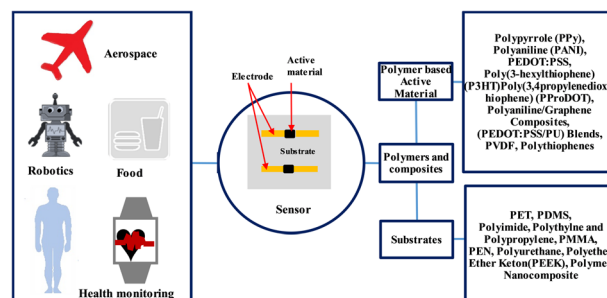 Aerospace
Robotics
Food
Health monitoring
Electrode
Active
material
Substrate
Sensor
Polymer based
Active
Material
Polymers and
composites
Substrates
Polypyrrole (PPy),
Polyaniline (PANI),
PEDOT:PSS,
Poly(3-hexylthiophene)
(P3HT)Poly(3,4propylenediox
hiophene) (PProDOT),
Polyaniline/Graphene
Composites,
(PEDOT:PSS/PU) Blends,
PVDF, Polythiophenes
PET, PDMS,
Polyimide, Polythylne and
Polypropylene, PMMA,
PEN, Polyurethane, Polyethe
Ether Keton(PEEK), Polyme
Nanocomposite